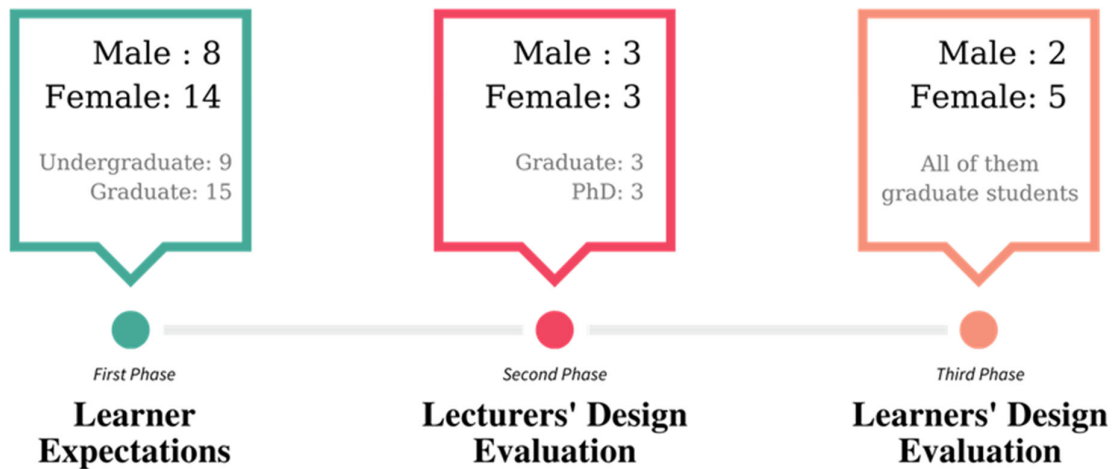 Male : 8
Female: 14
Undergraduate: 9
Graduate: 15
First Phase
Learner
Expectations
Male : 3
Female: 3
Graduate: 3
PhD: 3
Second Phase
Lecturers' Design
Evaluation
Male : 2
Female: 5
All of them
graduate students
Third Phase
Learners' Design
Evaluation